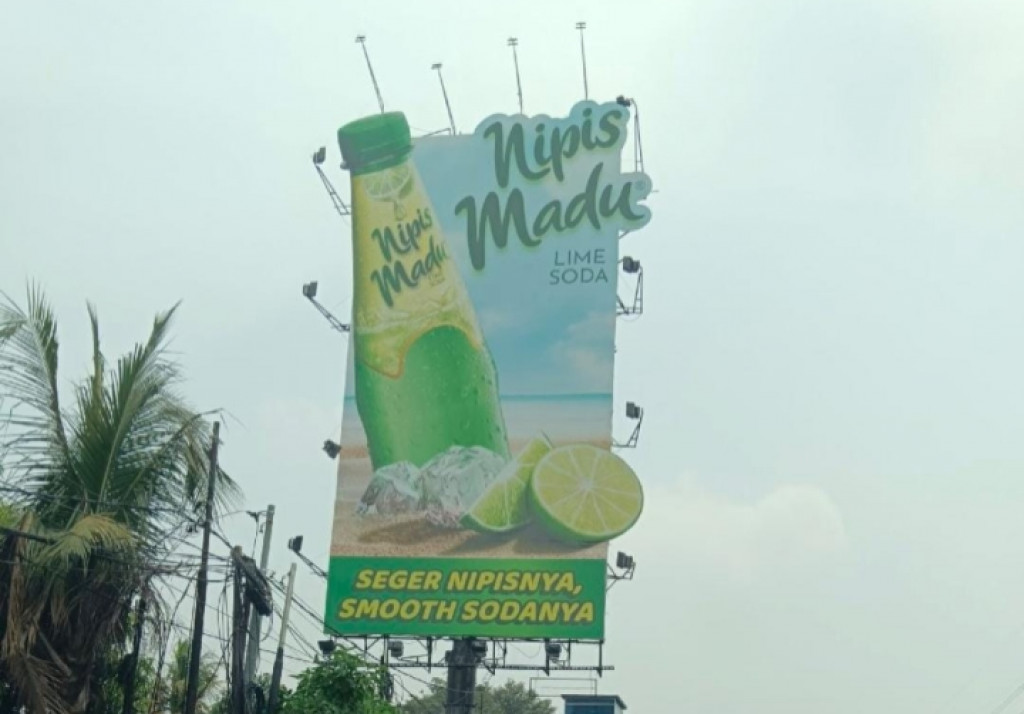 Nipis
Madu
LIME
SODA
Nipis
Madu
SEGER NIPISNYA,
SMOOTH SODANYA